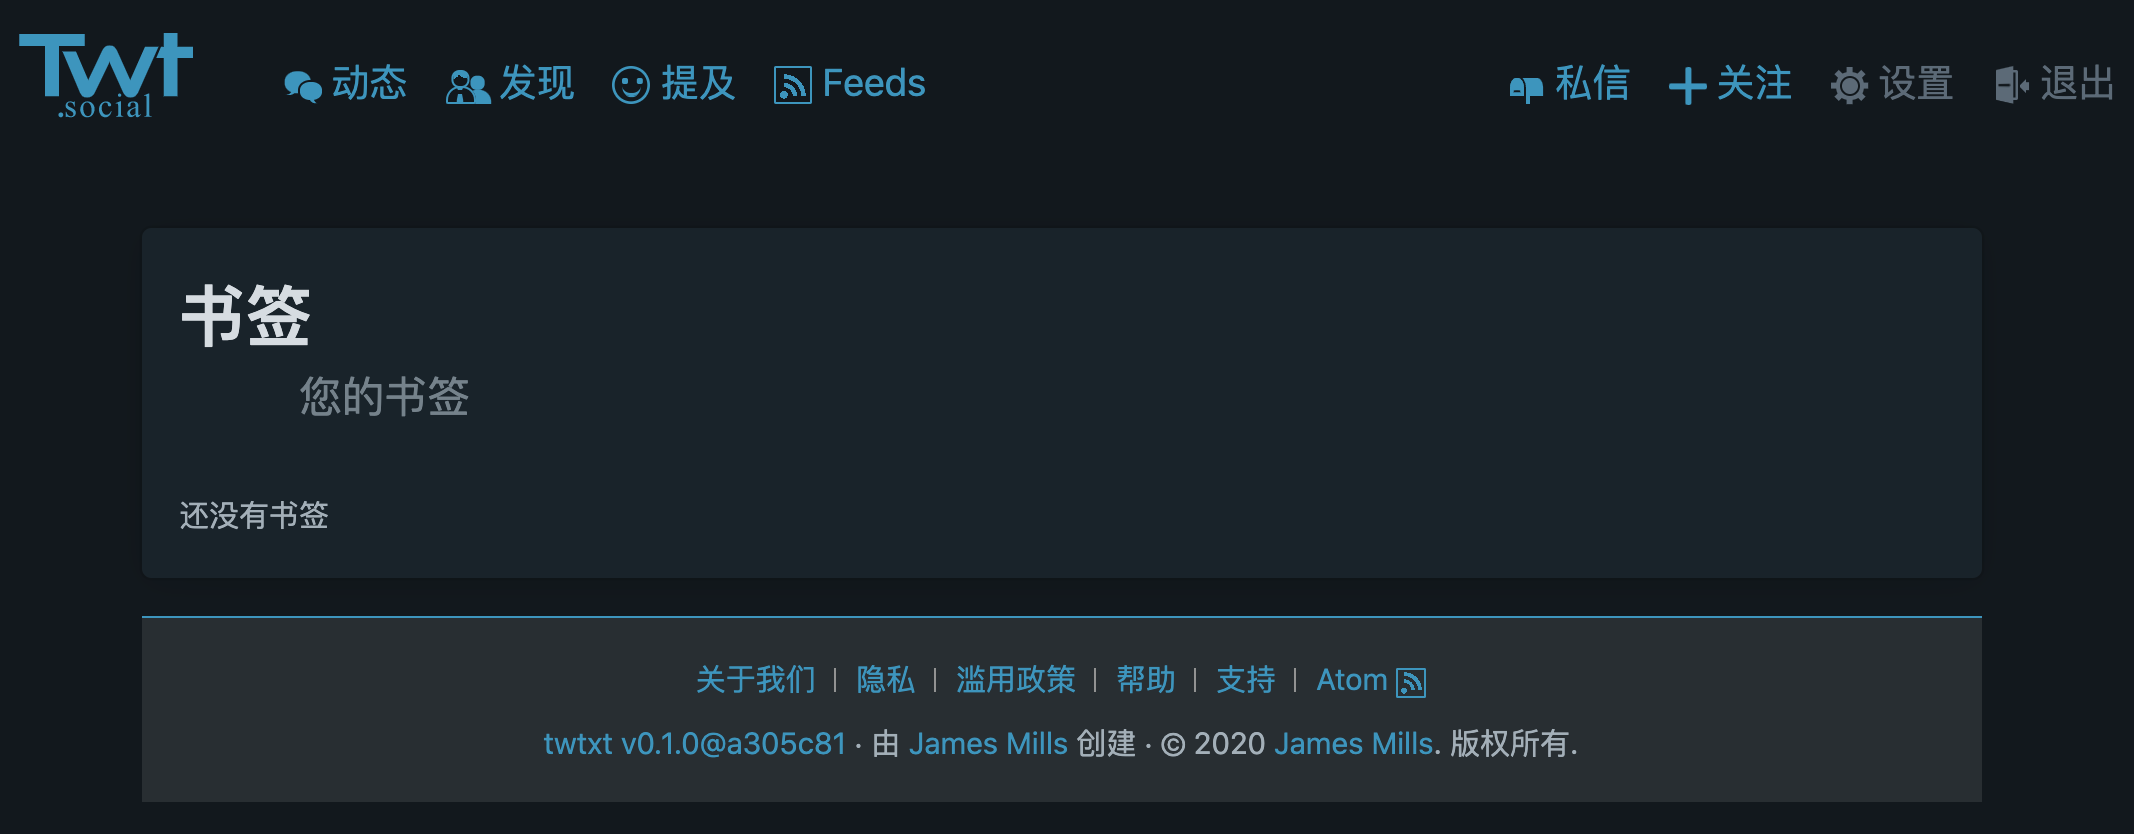 Twt
.social
动态 发现 提及 Feeds 私信 关注 设置 退出
书签
您的书签
还没有书签
关于我们 | 隐私 | 滥用政策 | 帮助 | 支持 | Atom
twtxt v0.1.0@a305c81 · 由 James Mills 创建 · © 2020 James Mills. 版权所有.